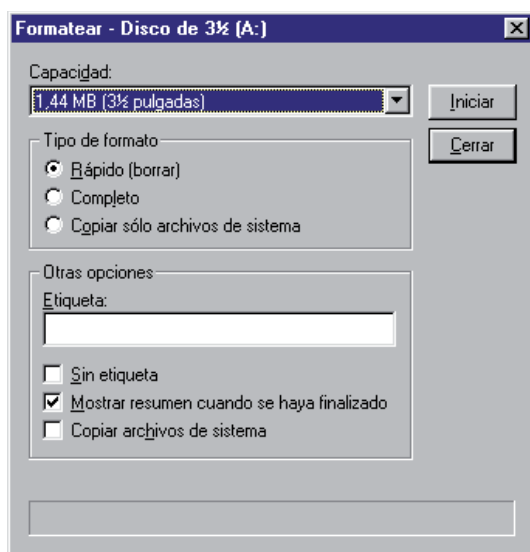 Formatear - Disco de 3½ (A:)
Capacidad:
1,44 MB (3½ pulgadas)
Iniciar
Cerrar
Tipo de formato
Rápido (borrar)
Completo
Copiar sólo archivos de sistema
Otras opciones
Etiqueta:
Sin etiqueta
Mostrar resumen cuando se haya finalizado
Copiar archivos de sistema